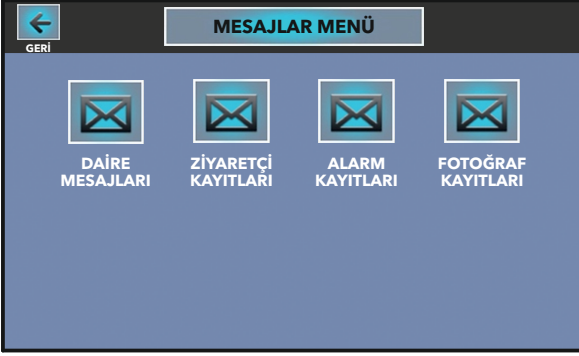 MESAJLAR MENÜ
GERİ
DAİRE
MESAJLARI
ZİYARETÇİ
KAYITLARI
ALARM
KAYITLARI
FOTOĞRAF
KAYITLARI